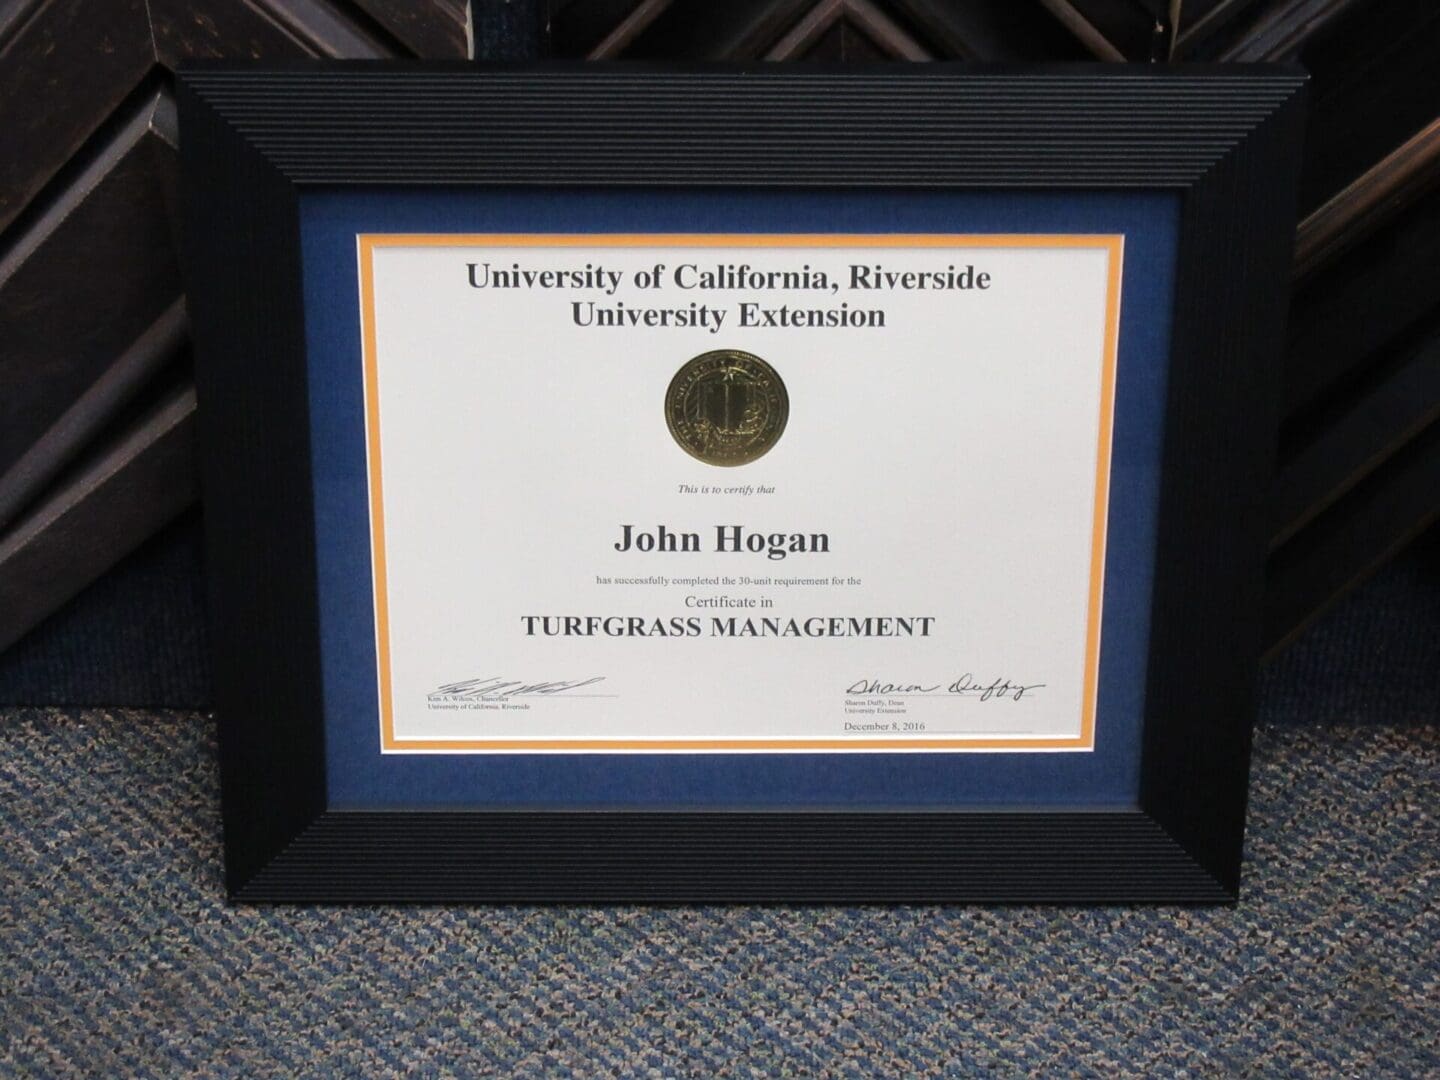 University of California, Riverside
University Extension
This is to certify that
John Hogan
has successfully completed the 30-unit requirement for the
Certificate in
TURFGRASS MANAGEMENT
Kim A. Wilcox, Chancellor
University of California, Riverside
Sharon Duffy
Sharon Duffy, Dean
University Extension
December 8, 2016